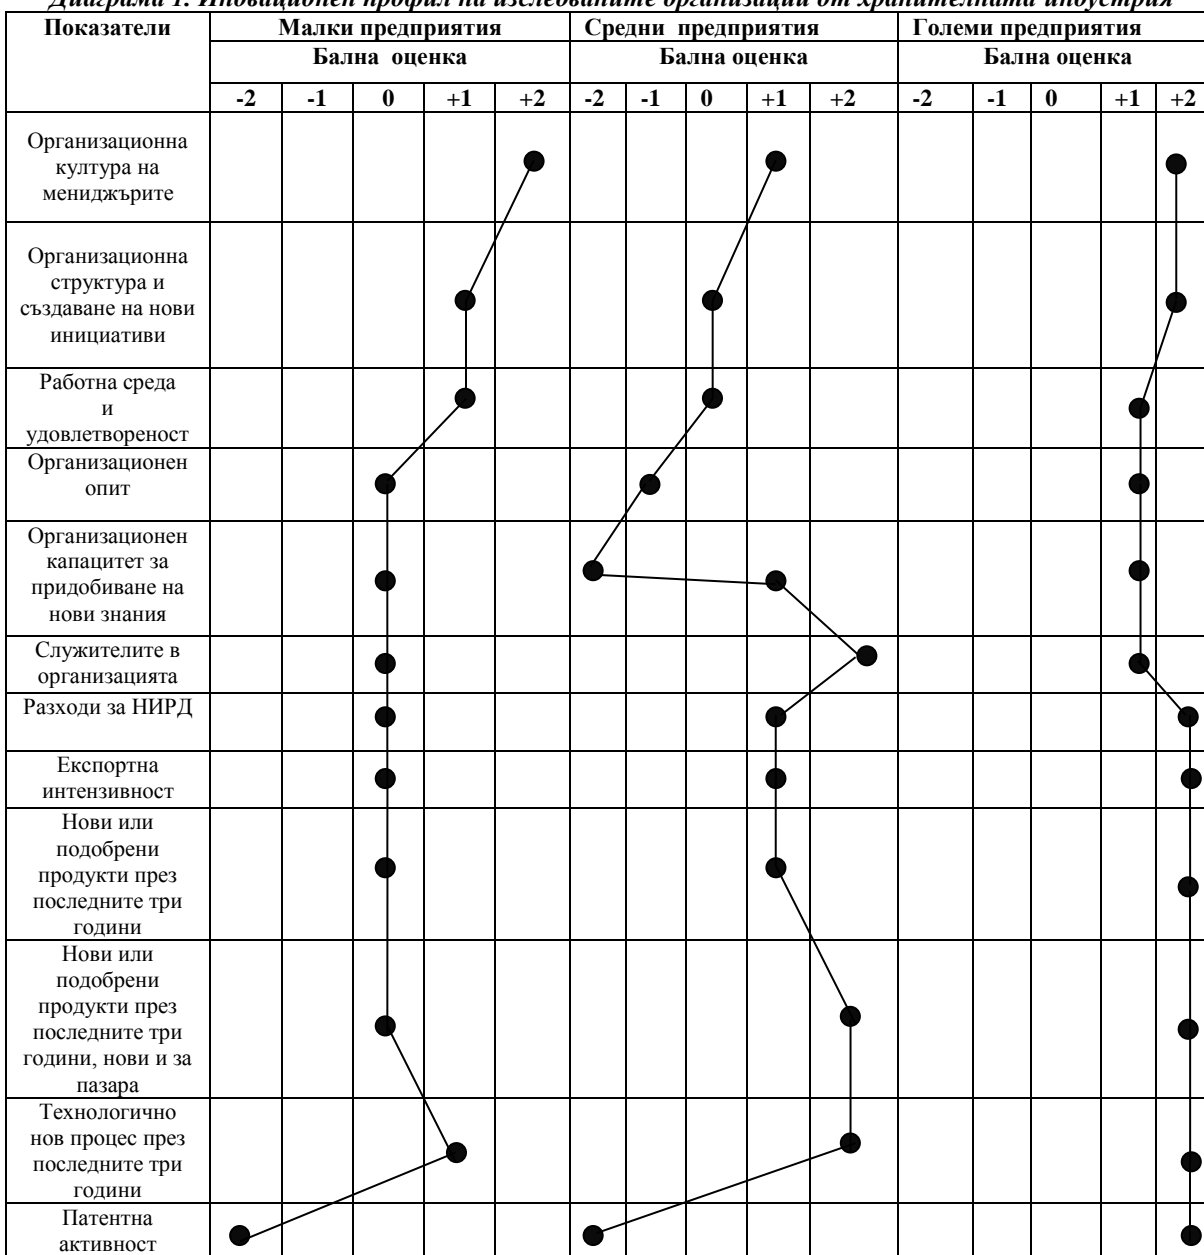 Диаграма 1. Иновационен профил на изследваните организации от хранителната индустрия
Показатели Малки предприятия Средни предприятия Големи предприятия
Бална оценка Бална оценка Бална оценка
-2 -1 0 +1 +2 -2 -1 0 +1 +2 -2 -1 0 +1 +2
Организационна
култура на
мениджърите
Организационна
структура и
създаване на нови
инициативи
Работна среда
и
удовлетвореност
Организационен
опит
Организационен
капацитет за
придобиване на
нови знания
Служителите в
организацията
Разходи за НИРД
Експортна
интензивност
Нови или
подобрени
продукти през
последните три
години
Нови или
подобрени
продукти през
последните три
години, нови и за
пазара
Технологично
нов процес през
последните три
години
Патентна
активност